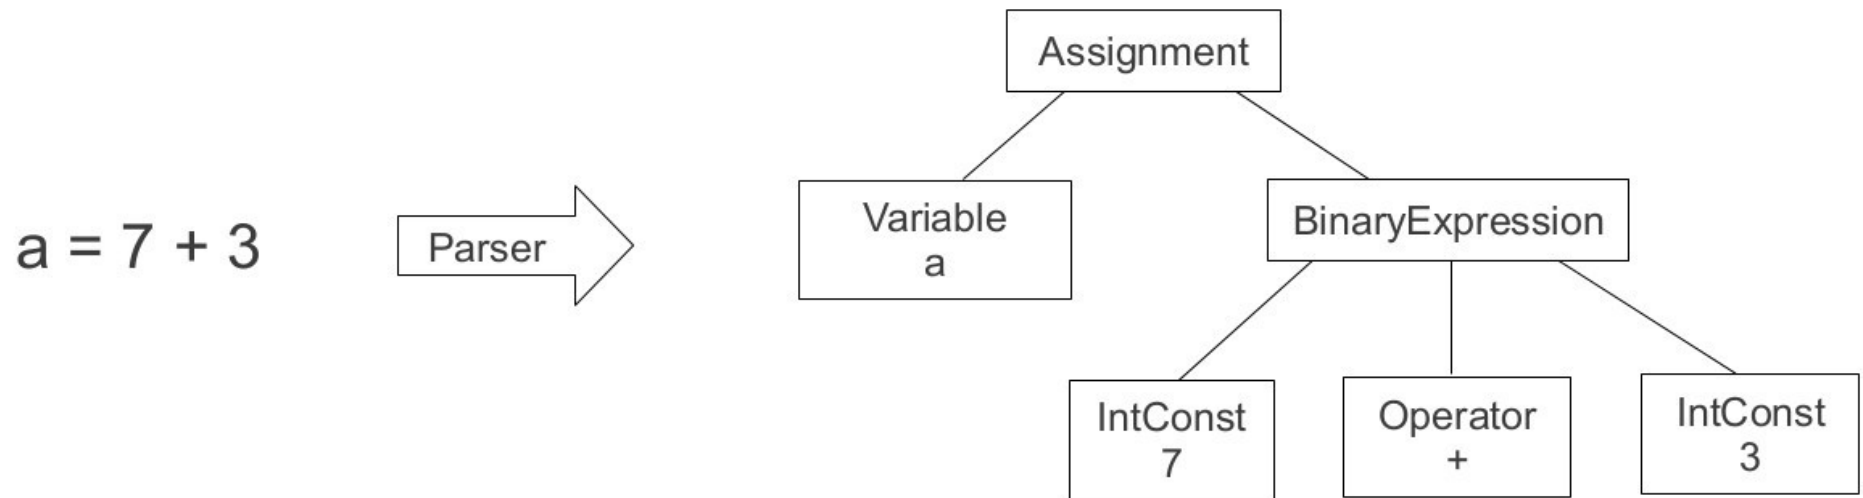 Assignment
a = 7 + 3
Parser
Variable
a
BinaryExpression
IntConst
7
Operator
+
IntConst
3